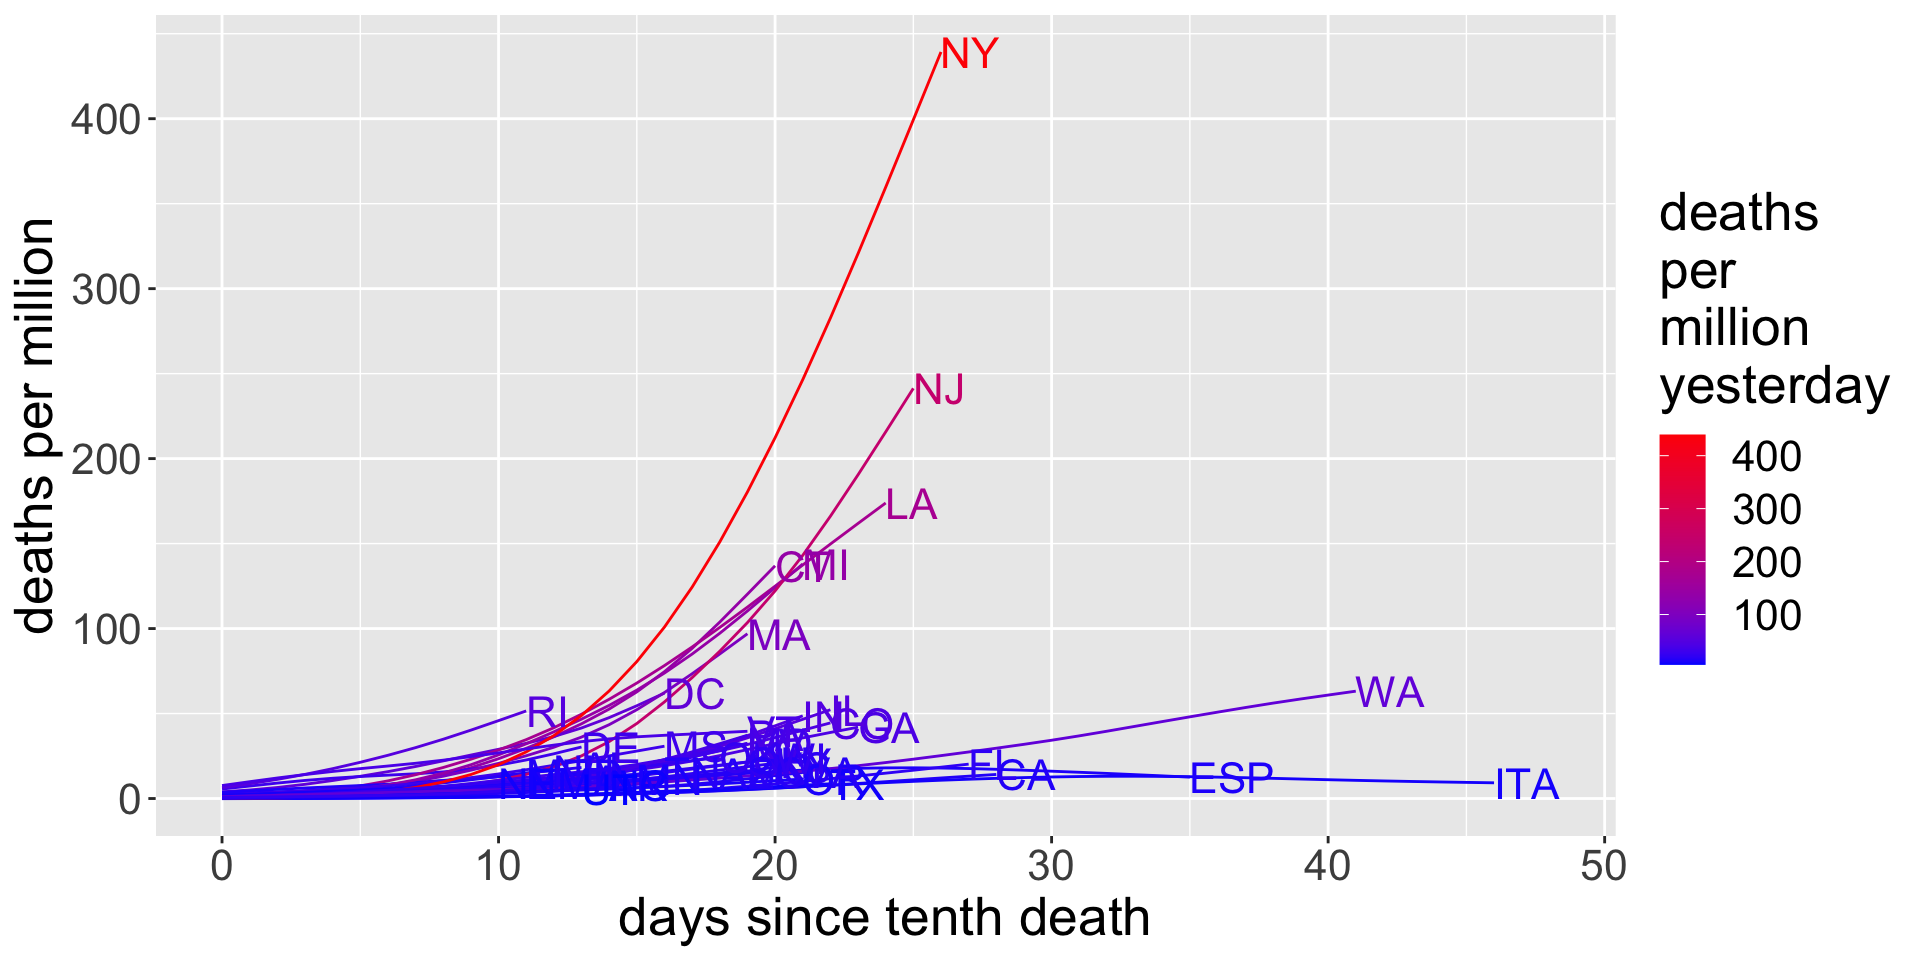 NY
400
300
200
100
0
NJ
LA
CT
MI
MA
DC
RI
WA
IL
IN
CO
GA
DE
MS
FL
CA
ESP
ITA
TX
0
10
20
30
40
50
days since tenth death
deaths per million
deaths
per
million
yesterday
400
300
200
100